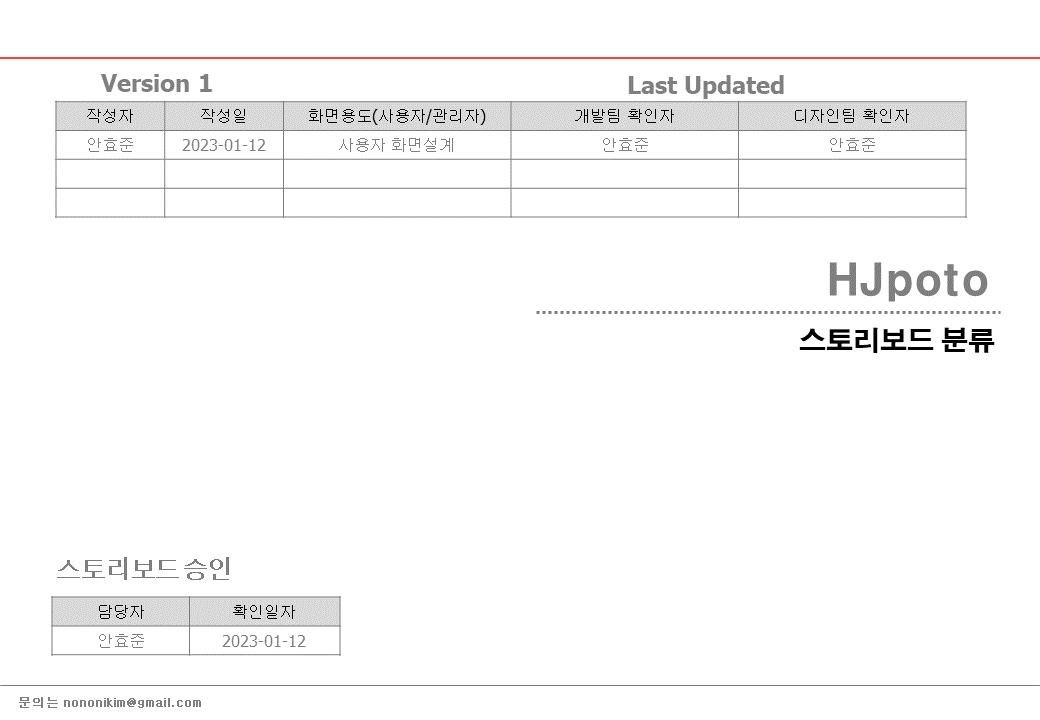 Version 1
Last Updated
작성자 작성일 화면용도(사용자/관리자) 개발팀 확인자 디자인팀 확인자
안효준 2023-01-12 사용자 화면설계 안효준 안효준
HJpoto
스토리보드 분류
스토리보드 승인
담당자 확인일자
안효준 2023-01-12
문의는 nononikim@gmail.com